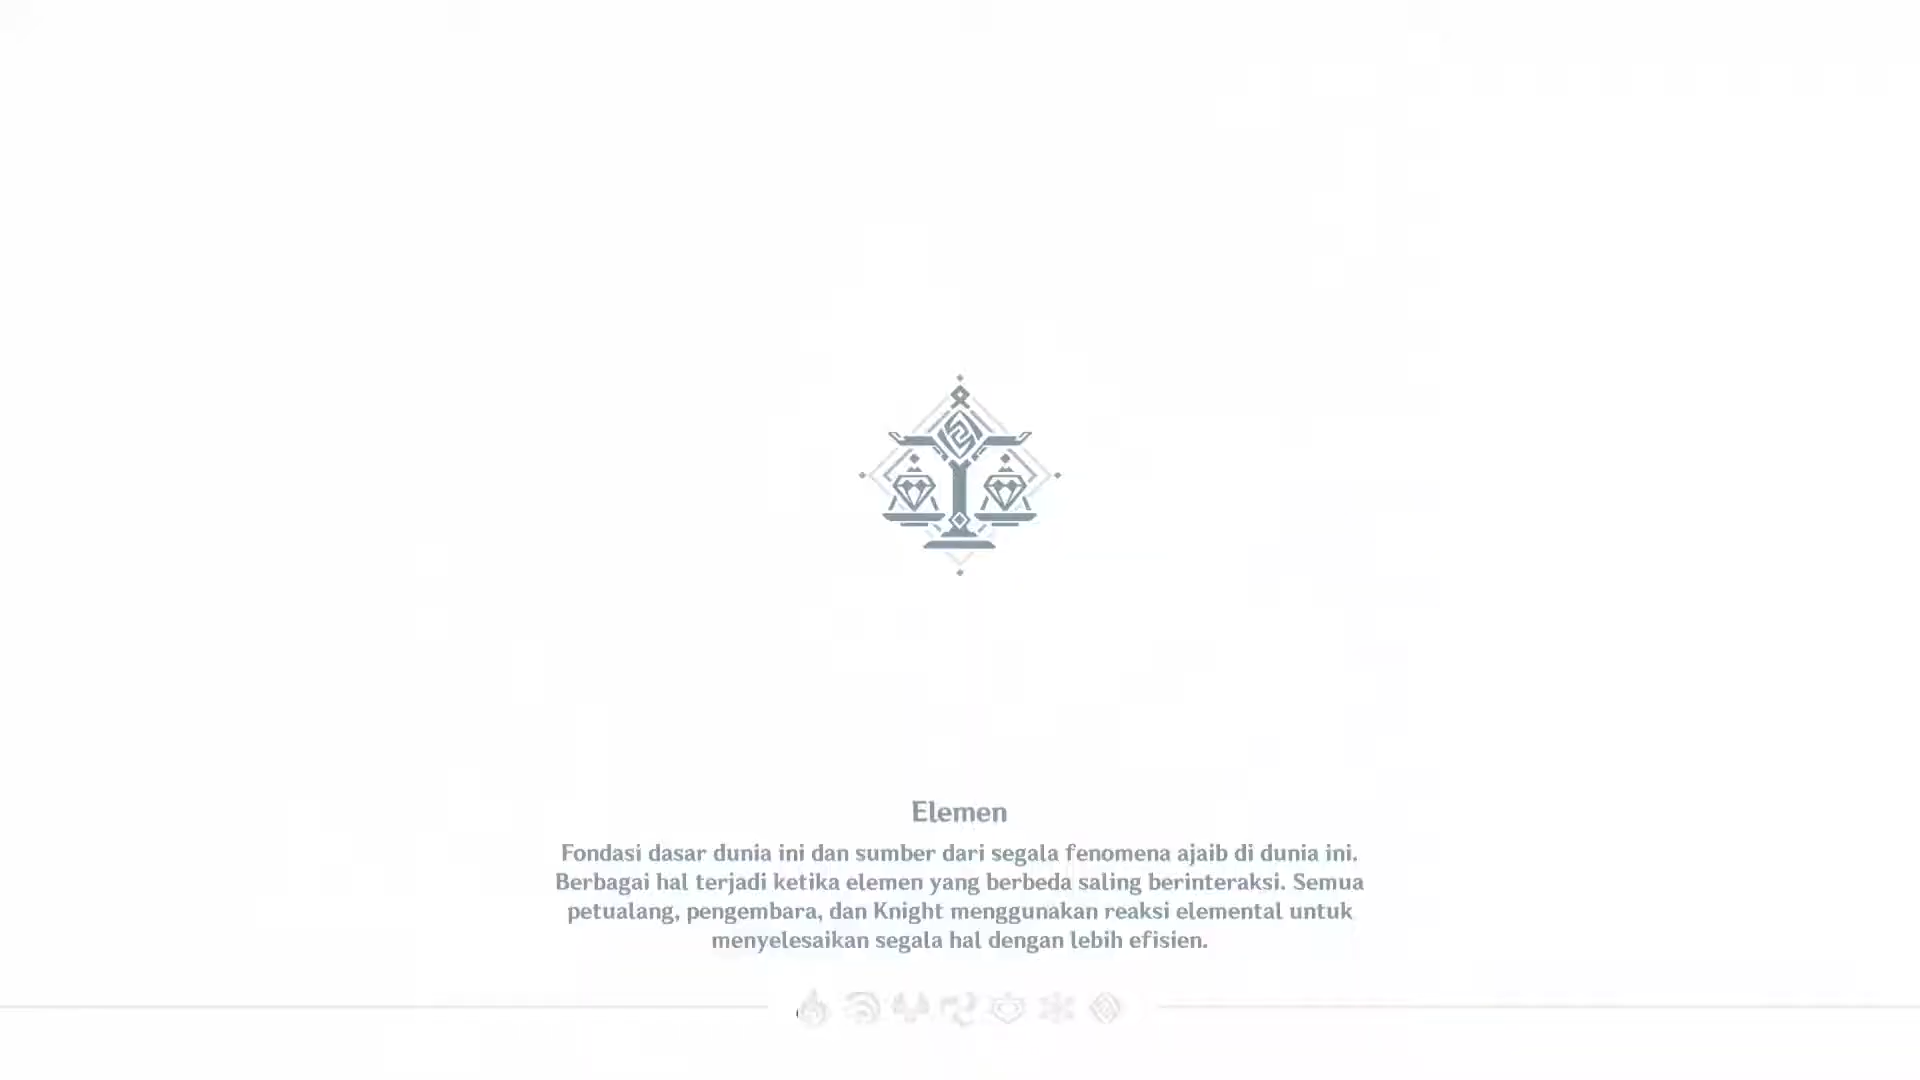 Elemen
Fondasi dasar dunia ini dan sumber dari segala fenomena ajaib di dunia ini.
Berbagai hal terjadi ketika elemen yang berbeda saling berinteraksi. Semua
petualang, pengembara, dan Knight menggunakan reaksi elemental untuk
menyelesaikan segala hal dengan lebih efisien.